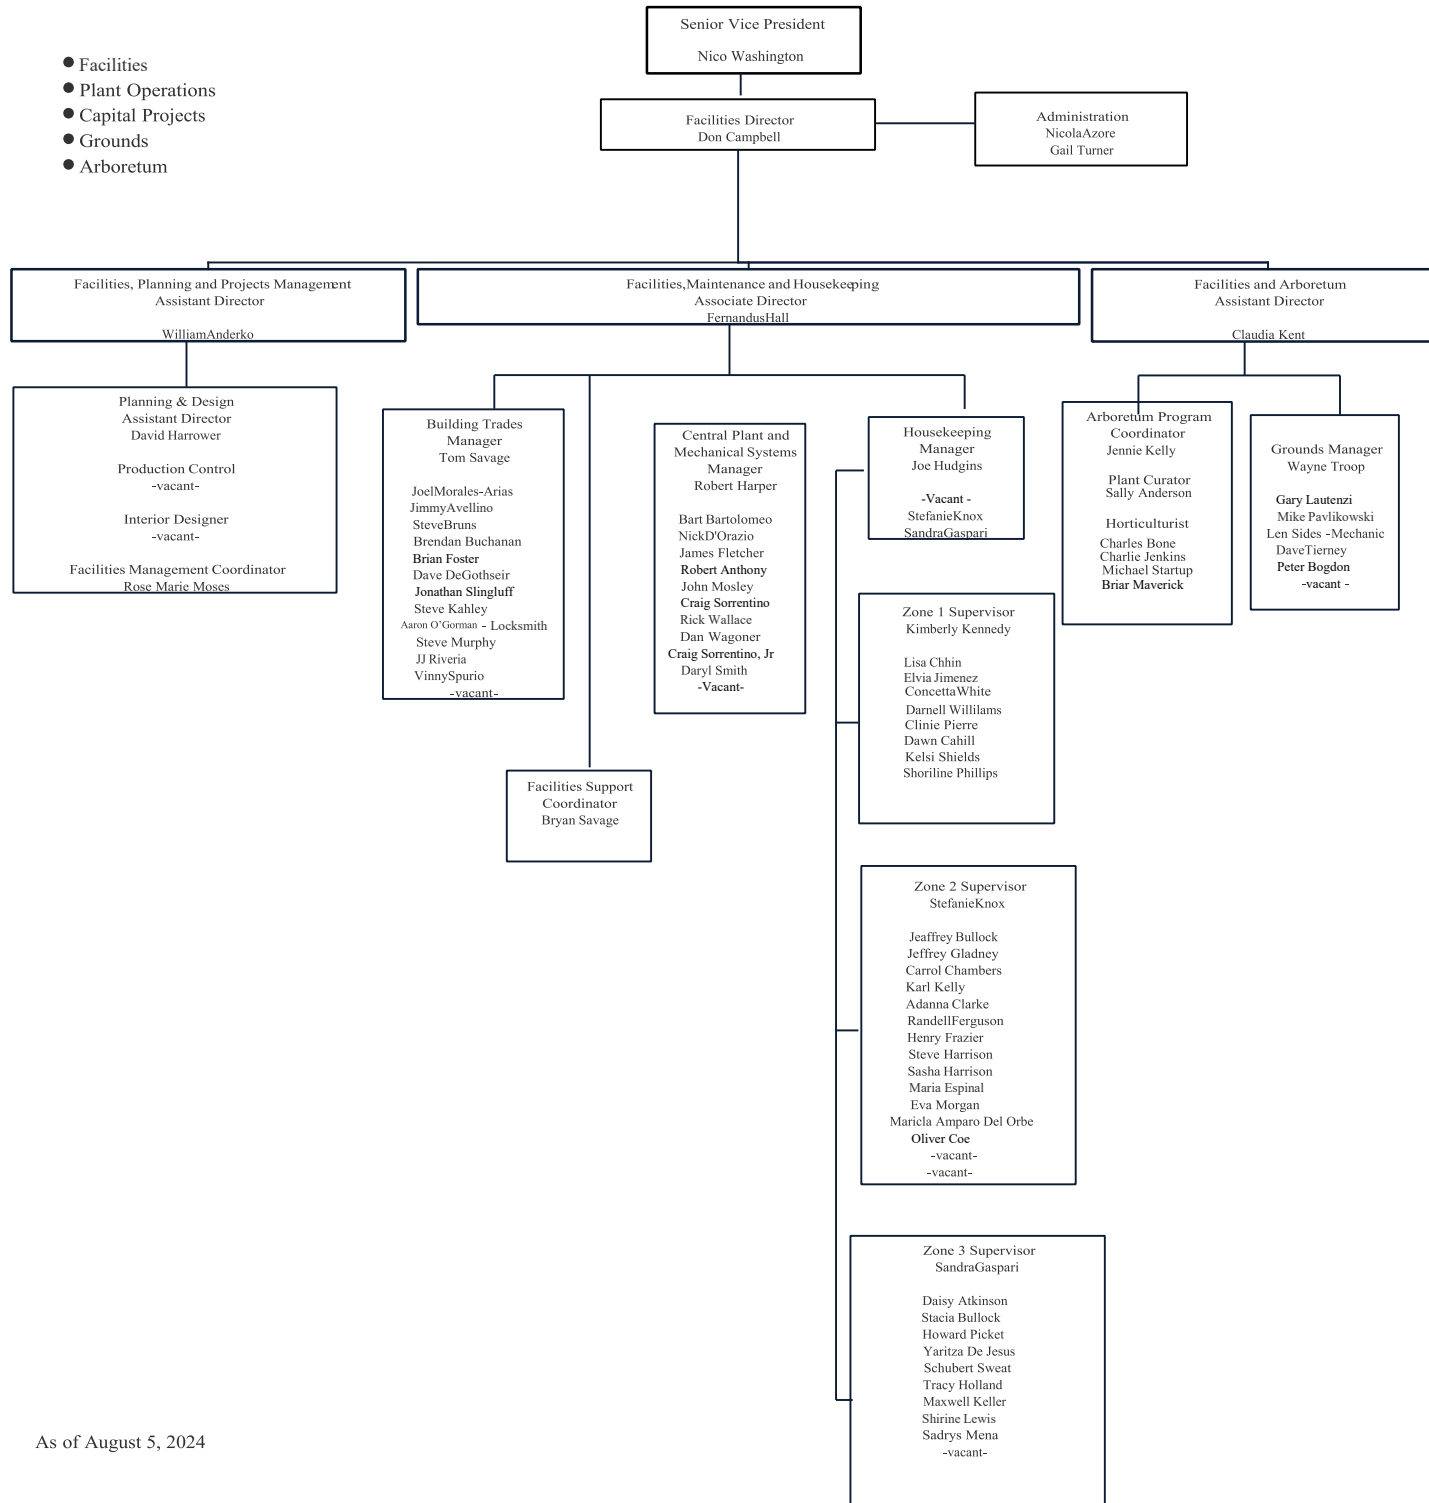 Senior Vice President
Nico Washington
● Facilities
● Plant Operations
● Capital Projects
● Grounds
● Arboretum
Facilities Director
Don Campbell
Administration
NicolaAzore
Gail Turner
Facilities, Planning and Projects Management
Assistant Director
WilliamAnderko
Facilities,Maintenance and Housekeeping
Associate Director
FernandusHall
Facilities and Arboretum
Assistant Director
Claudia Kent
Planning & Design
Assistant Director
David Harrower
Production Control
-vacant-
Interior Designer
-vacant-
Facilities Management Coordinator
Rose Marie Moses
Building Trades
Manager
Tom Savage
JoelMorales-Arias
JimmyAvellino
SteveBruns
Brendan Buchanan
Brian Foster
Dave DeGothseir
Jonathan Slingluff
Steve Kahley
Aaron O'Gorman - Locksmith
Steve Murphy
JJ Riveria
VinnySpurio
-vacant-
Facilities Support
Coordinator
Bryan Savage
Central Plant and
Mechanical Systems
Manager
Robert Harper
Bart Bartolomeo
NickD'Orazio
James Fletcher
Robert Anthony
John Mosley
Craig Sorrentino
Rick Wallace
Dan Wagoner
Craig Sorrentino, Jr
Daryl Smith
-Vacant-
Housekeeping
Manager
Joe Hudgins
-Vacant -
StefanieKnox
SandraGaspari
Zone 1 Supervisor
Kimberly Kennedy
Lisa Chhin
Elvia Jimenez
ConcettaWhite
Darnell Willilams
Clinie Pierre
Dawn Cahill
Kelsi Shields
Shoriline Phillips
Zone 2 Supervisor
StefanieKnox
Jeaffrey Bullock
Jeffrey Gladney
Carrol Chambers
Karl Kelly
Adanna Clarke
RandellFerguson
Henry Frazier
Steve Harrison
Sasha Harrison
Maria Espinal
Eva Morgan
Maricla Amparo Del Orbe
Oliver Coe
-vacant-
-vacant-
Zone 3 Supervisor
SandraGaspari
Daisy Atkinson
Stacia Bullock
Howard Picket
Yaritza De Jesus
Schubert Sweat
Tracy Holland
Maxwell Keller
Shirine Lewis
Sadrys Mena
-vacant-
Arboretum Program
Coordinator
Jennie Kelly
Plant Curator
Sally Anderson
Horticulturist
Charles Bone
Charlie Jenkins
Michael Startup
Briar Maverick
Grounds Manager
Wayne Troop
Gary Lautenzi
Mike Pavlikowski
Len Sides -Mechanic
DaveTierney
Peter Bogdon
-vacant -
As of August 5, 2024